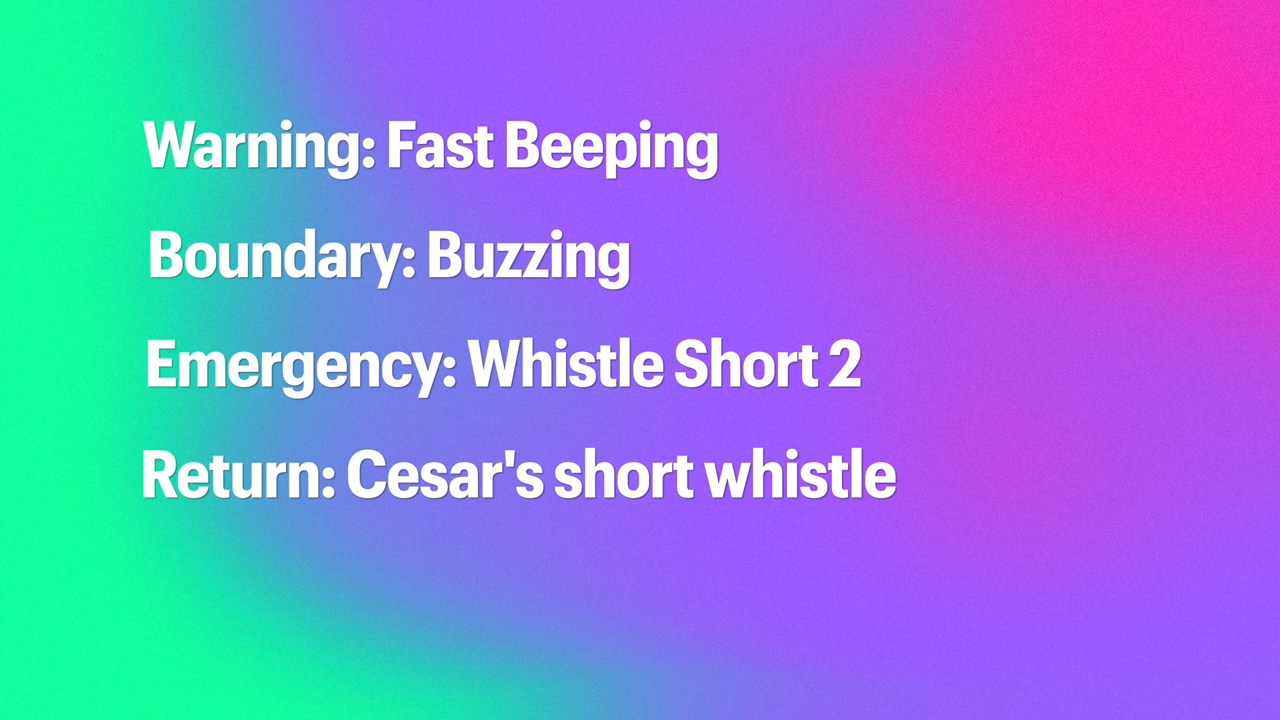 Warning: Fast Beeping
Boundary: Buzzing
Emergency: Whistle Short 2
Return: Cesar's short whistle